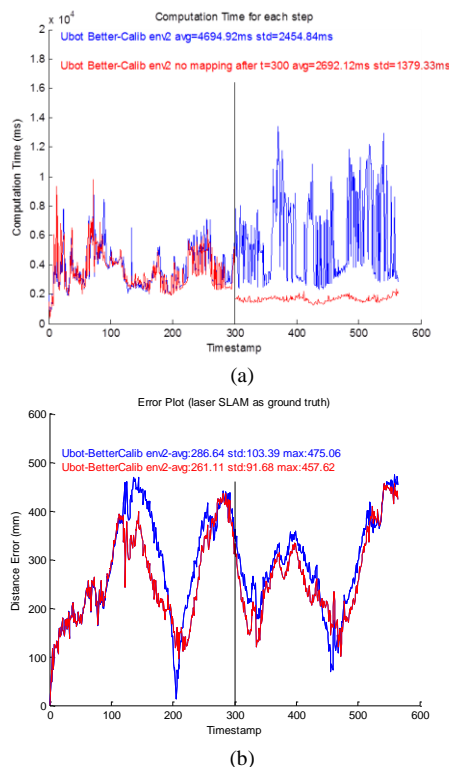 Computation Time for each step
x 10^4
Ubot Better-Calib env2 avg=4694.92ms std=2454.84ms
Ubot Better-Calib env2 no mapping after t=300 avg=2692.12ms std=1379.33ms
2
1.8
1.6
1.4
1.2
1
0.8
0.6
0.4
0.2
0
Computation Time (ms)
0 100 200 300 400 500 600
Timestamp
(a)
Error Plot (laser SLAM as ground truth)
Ubot-BetterCalib env2-avg:286.64 std:103.39 max:475.06
Ubot-BetterCalib env2-avg:261.11 std:91.68 max:457.62
600
500
400
300
200
100
0
Distance Error (mm)
0 100 200 300 400 500 600
Timestamp
(b)